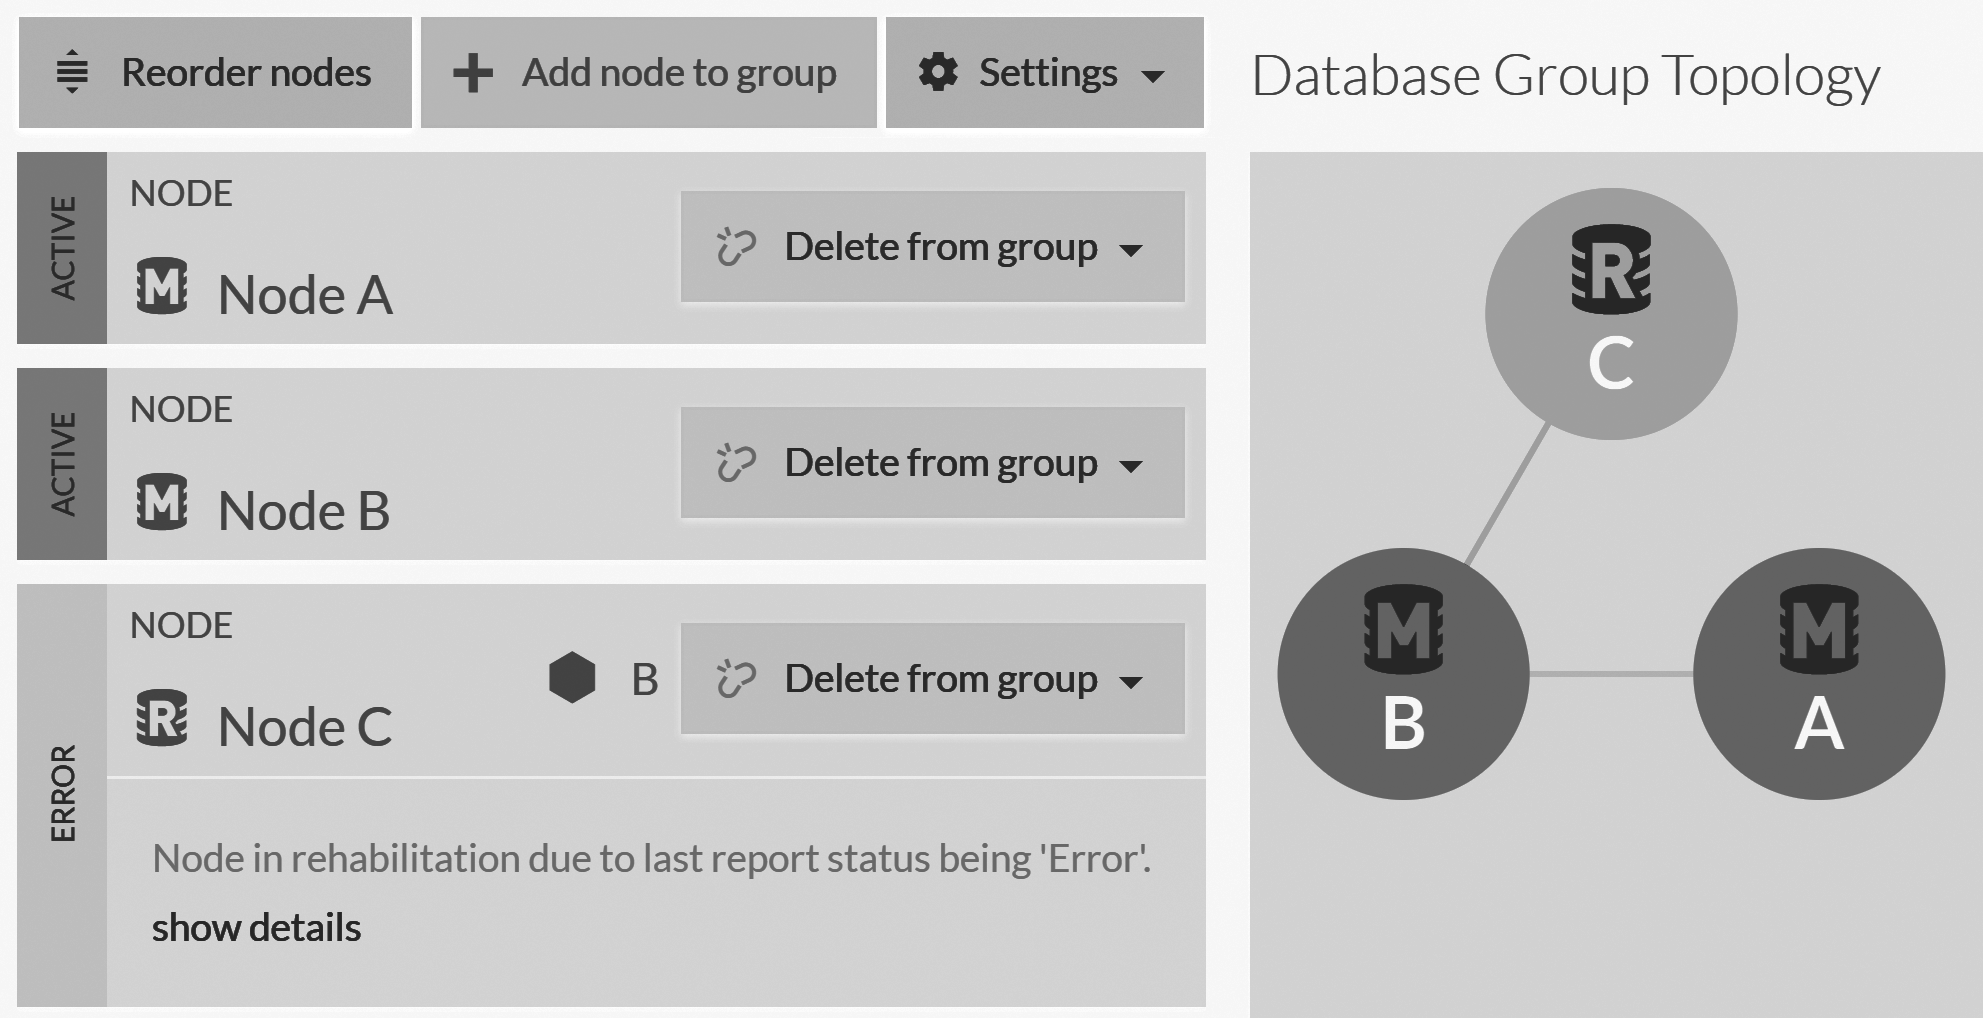 Reorder nodes
Add node to group
Settings
Database Group Topology
ACTIVE
NODE
M
Node A
Delete from group
ACTIVE
NODE
M
Node B
Delete from group
ERROR
NODE
R
Node C
B
Delete from group
Node in rehabilitation due to last report status being 'Error'.
show details
R
C
M
B
M
A